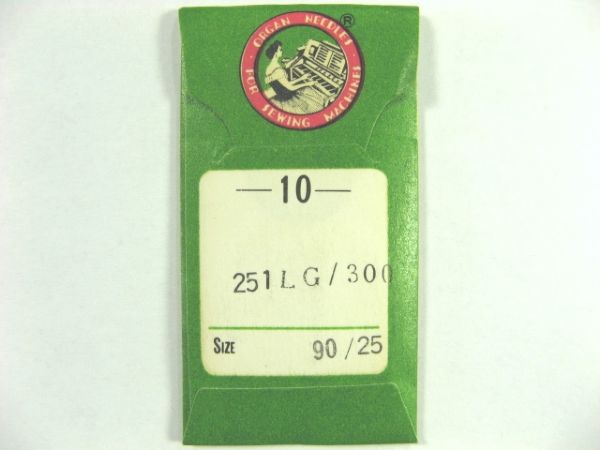 ORGAN NEEDLES ®
FOR SEWING MACHINES
—10—
251LG/300
SIZE 90/25